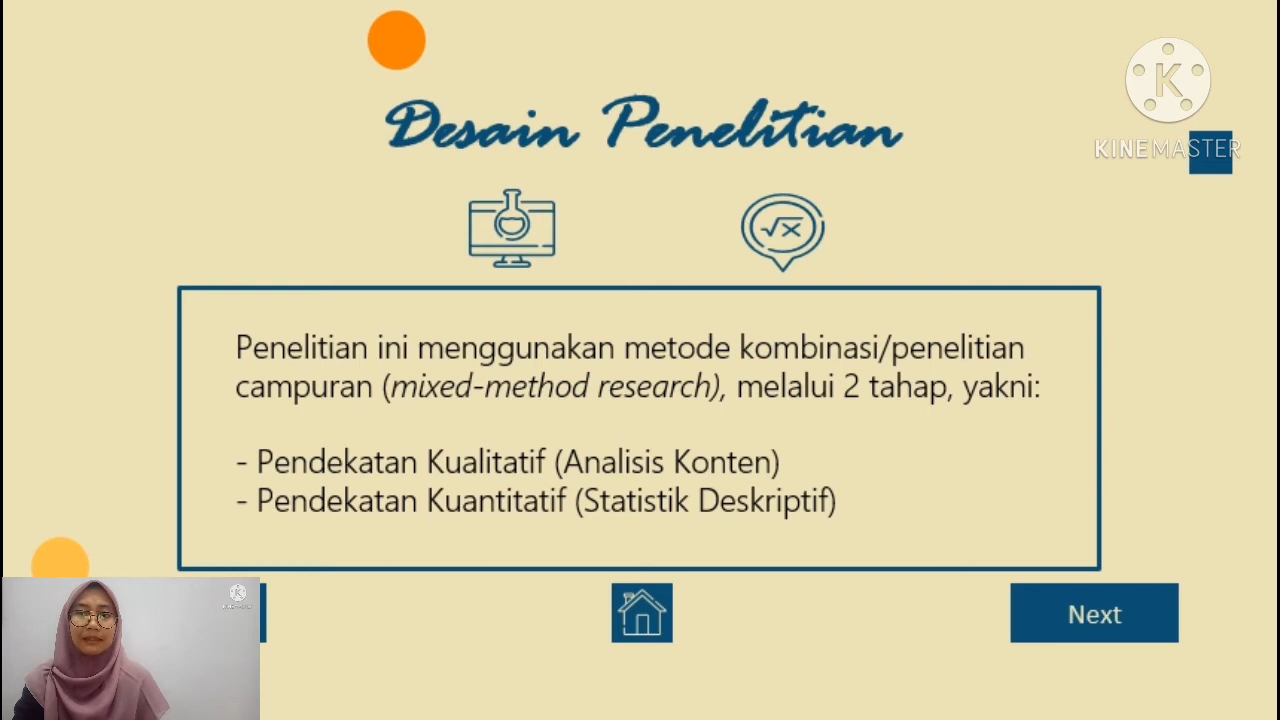 K
KINEMASTER
Desain Penelitian
√x
Penelitian ini menggunakan metode kombinasi/penelitian
campuran (mixed-method research), melalui 2 tahap, yakni:
- Pendekatan Kualitatif (Analisis Konten)
- Pendekatan Kuantitatif (Statistik Deskriptif)
Next